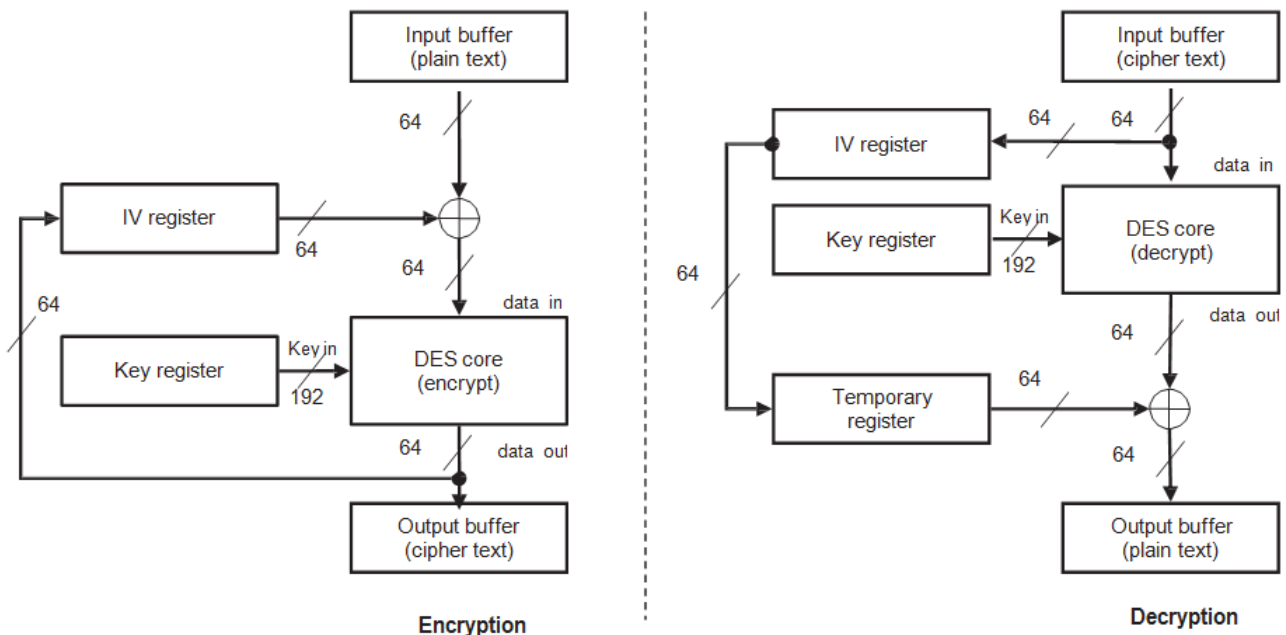 Input buffer
(plain text)
64
IV register
64
64
64
data in
Key register
Key in
192
DES core
(encrypt)
64
data out
Output buffer
(cipher text)
Encryption
Input buffer
(cipher text)
64
64
IV register
data in
Key register
Key in
192
DES core
(decrypt)
64
data out
64
Temporary
register
64
64
Output buffer
(plain text)
Decryption